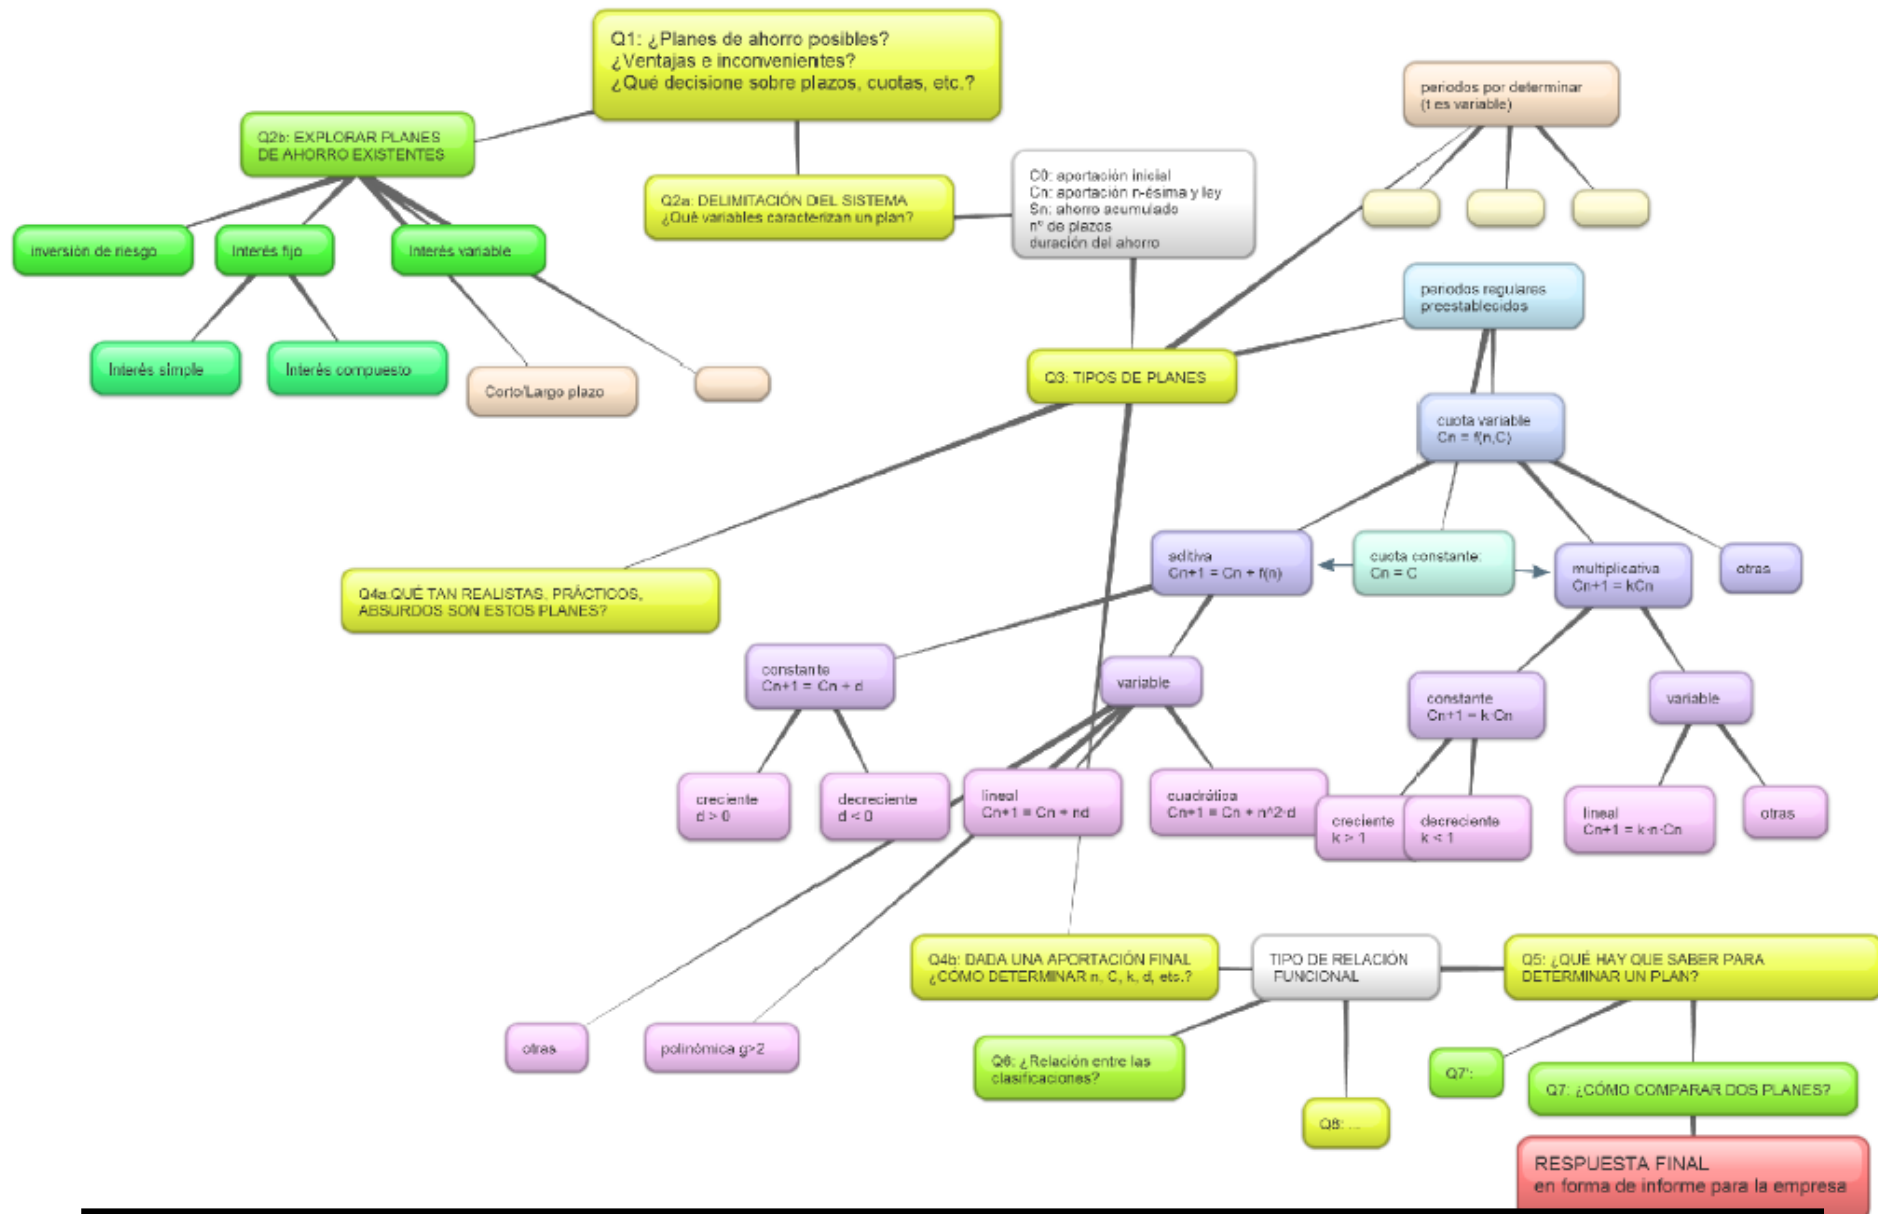 Q1: ¿Planes de ahorro posibles?
¿Ventajas e inconvenientes?
¿Qué decisione sobre plazos, cuotas, etc.?
periodos por determinar
(t es variable)
Q2b: EXPLORAR PLANES
DE AHORRO EXISTENTES
Q2a: DELIMITACIÓN DEL SISTEMA
¿Qué variables caracterizan un plan?
C0: aportación inicial
Cn: aportación n-ésima y ley
Sn: ahorro acumulado
nº de plazos
duración del ahorro
inversión de riesgo
Interés fijo
Interés variable
periodos regulares
preestablecidos
Interés simple
Interés compuesto
Corto/Largo plazo
Q3: TIPOS DE PLANES
cuota variable
Cn = f(n,C)
aditiva
Cn+1 = Cn + f(n)
cuota constante:
Cn = C
multiplicativa
Cn+1 = kCn
otras
Q4a:QUÉ TAN REALISTAS, PRÁCTICOS,
ABSURDOS SON ESTOS PLANES?
constante
Cn+1 = Cn + d
variable
constante
Cn+1 = k·Cn
variable
creciente
d > 0
decreciente
d < 0
lineal
Cn+1 = Cn + nd
cuadrática
Cn+1 = Cn + n^2·d
creciente
k > 1
decreciente
k < 1
lineal
Cn+1 = k·n·Cn
otras
Q4b: DADA UNA APORTACIÓN FINAL
¿CÓMO DETERMINAR n, C, k, d, etc.?
TIPO DE RELACIÓN
FUNCIONAL
Q5: ¿QUÉ HAY QUE SABER PARA
DETERMINAR UN PLAN?
otras
polinómica g>2
Q6: ¿Relación entre las
clasificaciones?
Q7':
Q7: ¿CÓMO COMPARAR DOS PLANES?
Q8: ...
RESPUESTA FINAL
en forma de informe para la empresa